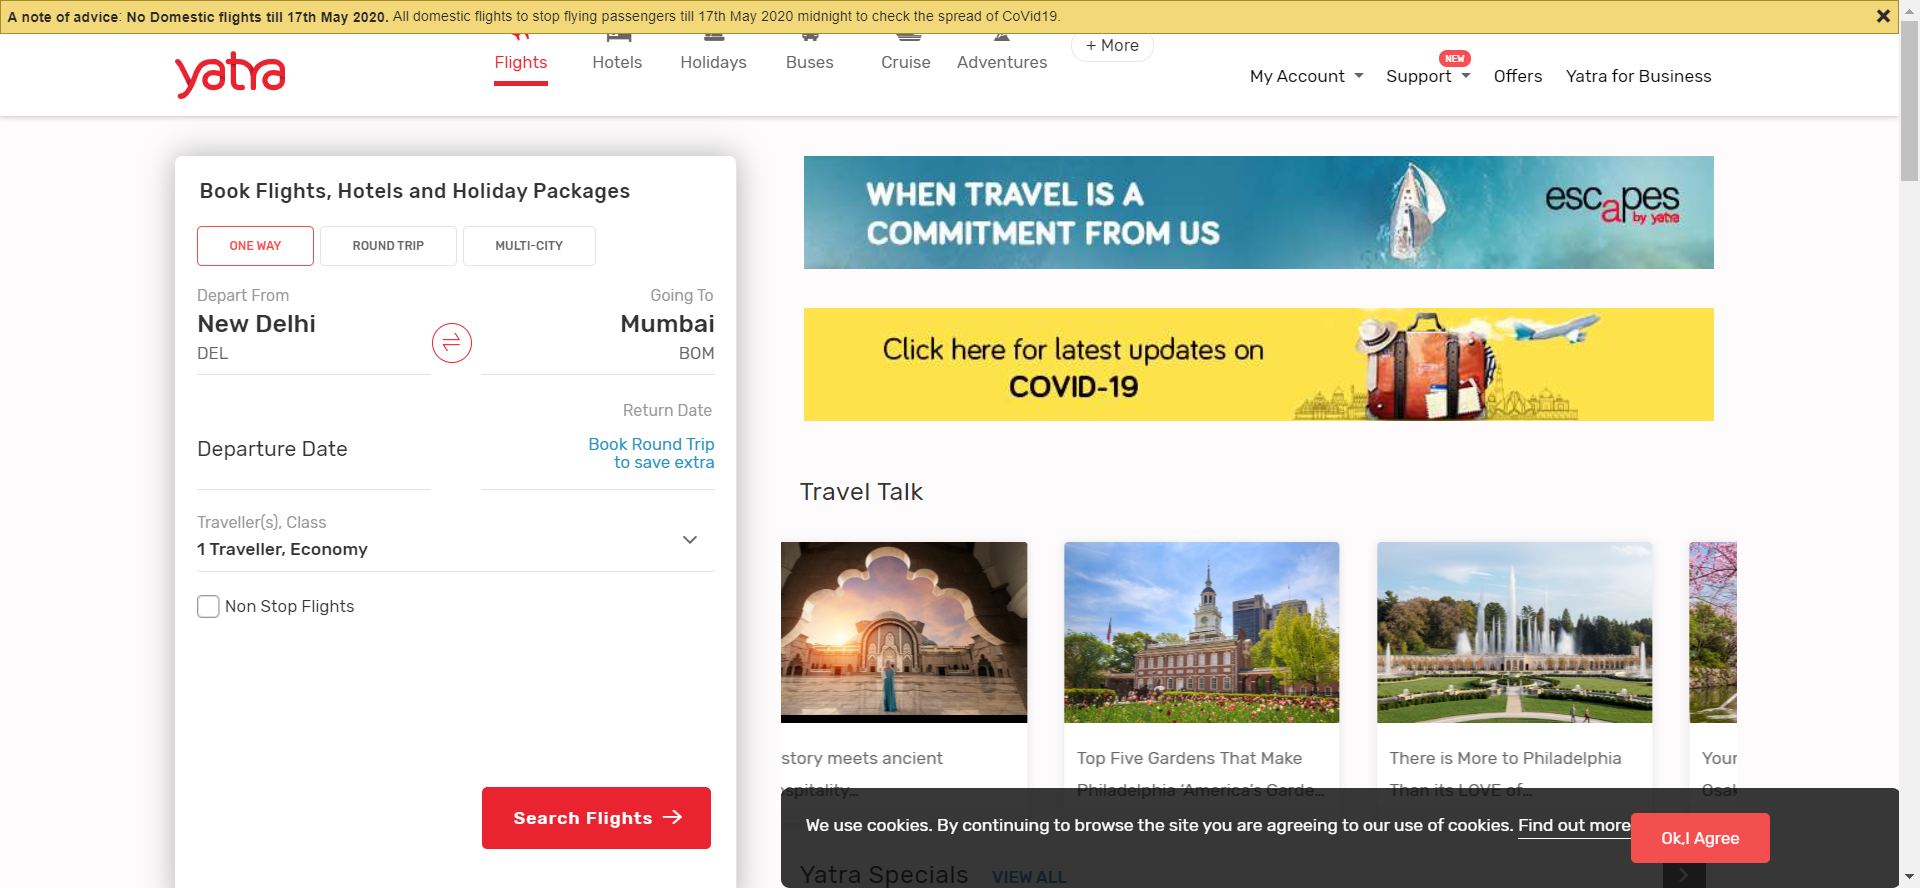 A note of advice: No Domestic flights till 17th May 2020. All domestic flights to stop flying passengers till 17th May 2020 midnight to check the spread of CoVid19.
yatra
Flights
Hotels
Holidays
Buses
Cruise
Adventures
+ More
My Account
Support
NEW
Offers
Yatra for Business
Book Flights, Hotels and Holiday Packages
ONE WAY
ROUND TRIP
MULTI-CITY
Depart From
New Delhi
DEL
Going To
Mumbai
BOM
Departure Date
Return Date
Book Round Trip
to save extra
Traveller(s), Class
1 Traveller, Economy
Non Stop Flights
Search Flights
WHEN TRAVEL IS A
COMMITMENT FROM US
escapes
by yatra
Click here for latest updates on
COVID-19
Travel Talk
story meets ancient
spitality...
Top Five Gardens That Make
Philadelphia ‘America’s Garde...
There is More to Philadelphia
Than its LOVE of...
Your
Osak
We use cookies. By continuing to browse the site you are agreeing to our use of cookies. Find out more
Ok,I Agree
Yatra Specials
VIEW ALL